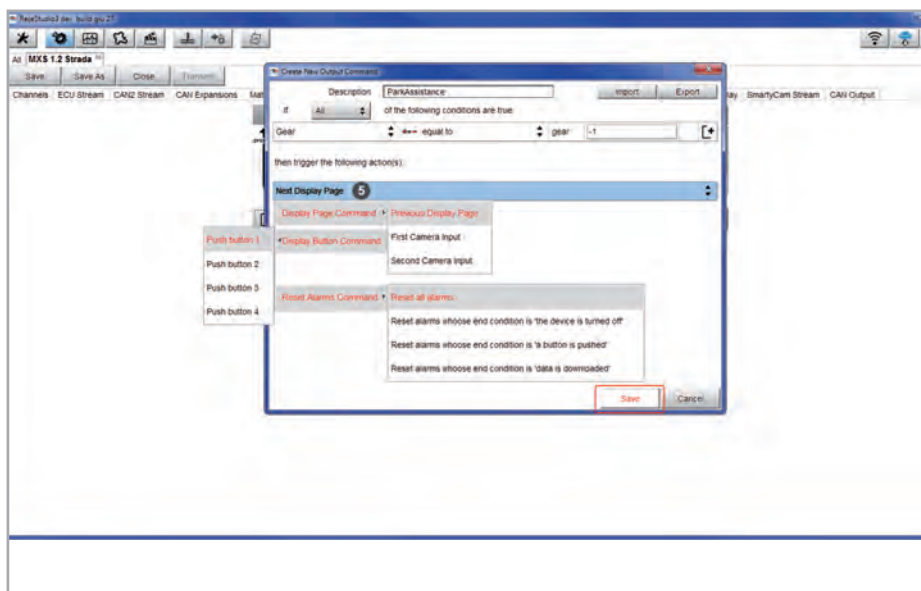 RaceStudio3 dev build gru 27
All MXS 1.2 Strada
Save Save As Close Transmit
Channels ECU Stream CAN2 Stream CAN Expansions SmartyCam Stream CAN Output
Create New Output Command
Description ParkAssistance Import Export
If All of the following conditions are true:
Gear equal to gear -1
then trigger the following action(s):
Next Display Page 5
Display Page Command Previous Display Page
Push button 1 Display Button Command First Camera Input
Push button 2 Second Camera Input
Push button 3 Reset Alarms Command Reset all alarms
Push button 4 Reset alarms whoose end condition is 'the device is turned off'
Reset alarms whoose end condition is 'a button is pushed'
Reset alarms whoose end condition is 'data is downloaded'
Save Cancel